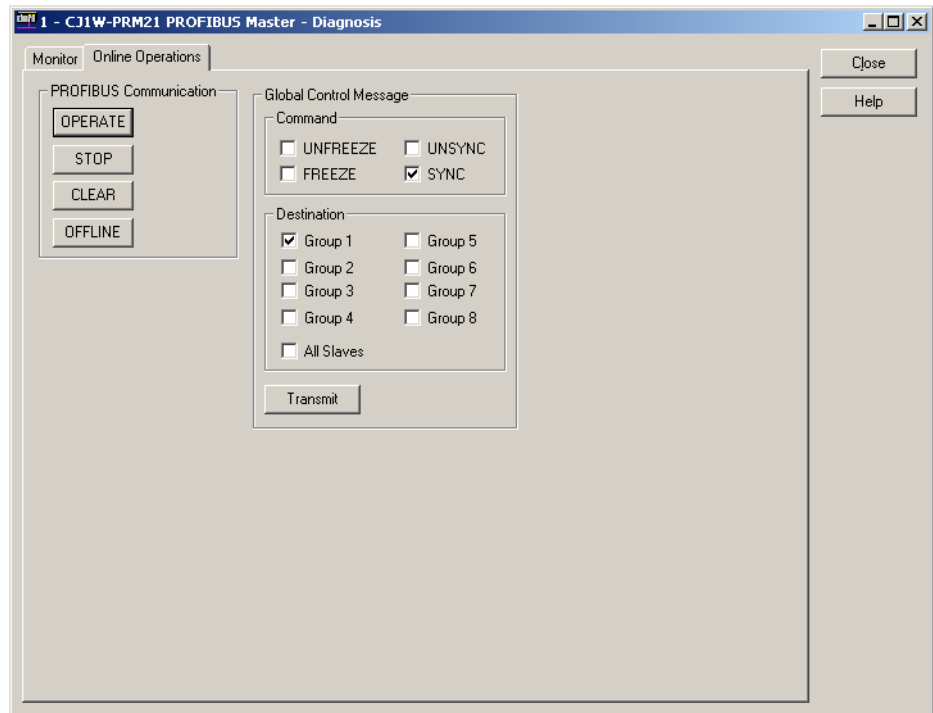 1 - CJ1W-PRM21 PROFIBUS Master - Diagnosis
Monitor
Online Operations
Close
Help
PROFIBUS Communication
OPERATE
STOP
CLEAR
OFFLINE
Global Control Message
Command
UNFREEZE
UNSYNC
FREEZE
SYNC
Destination
Group 1
Group 5
Group 2
Group 6
Group 3
Group 7
Group 4
Group 8
All Slaves
Transmit